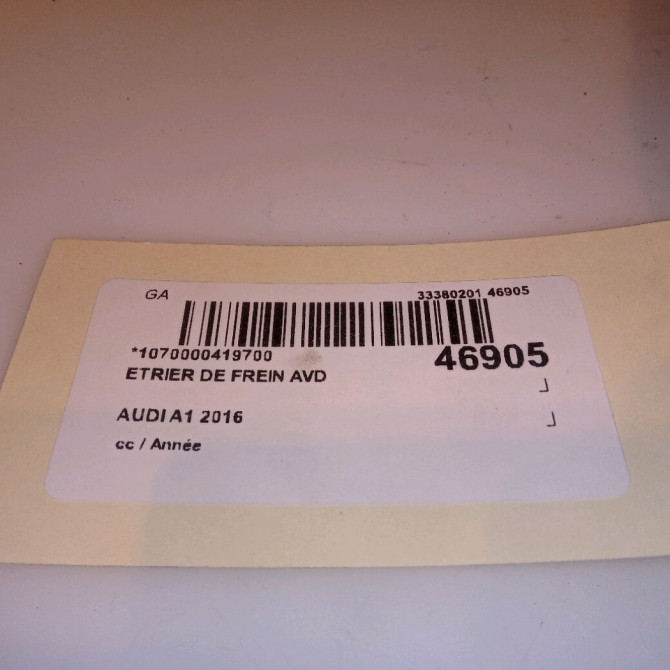 GA 33380201 46905
*1070000419700 46905
ETRIER DE FREIN AVD
AUDI A1 2016
cc / Année